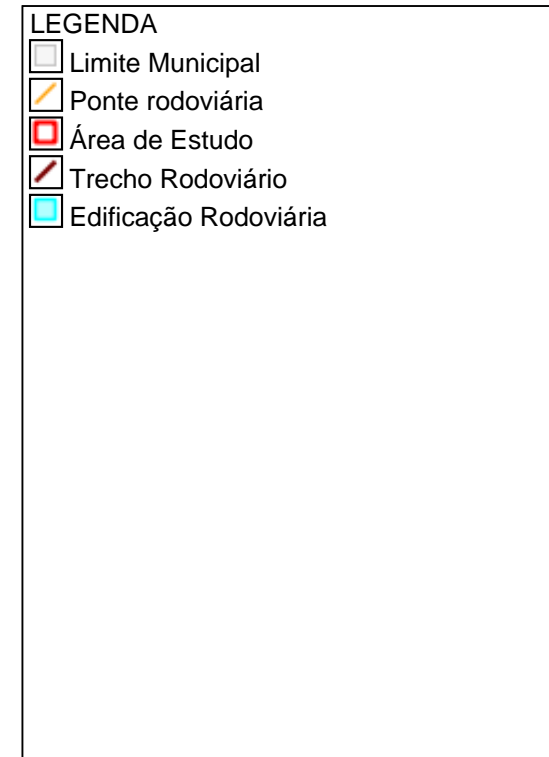 LEGENDA
Limite Municipal
Ponte rodoviária
Área de Estudo
Trecho Rodoviário
Edificação Rodoviária